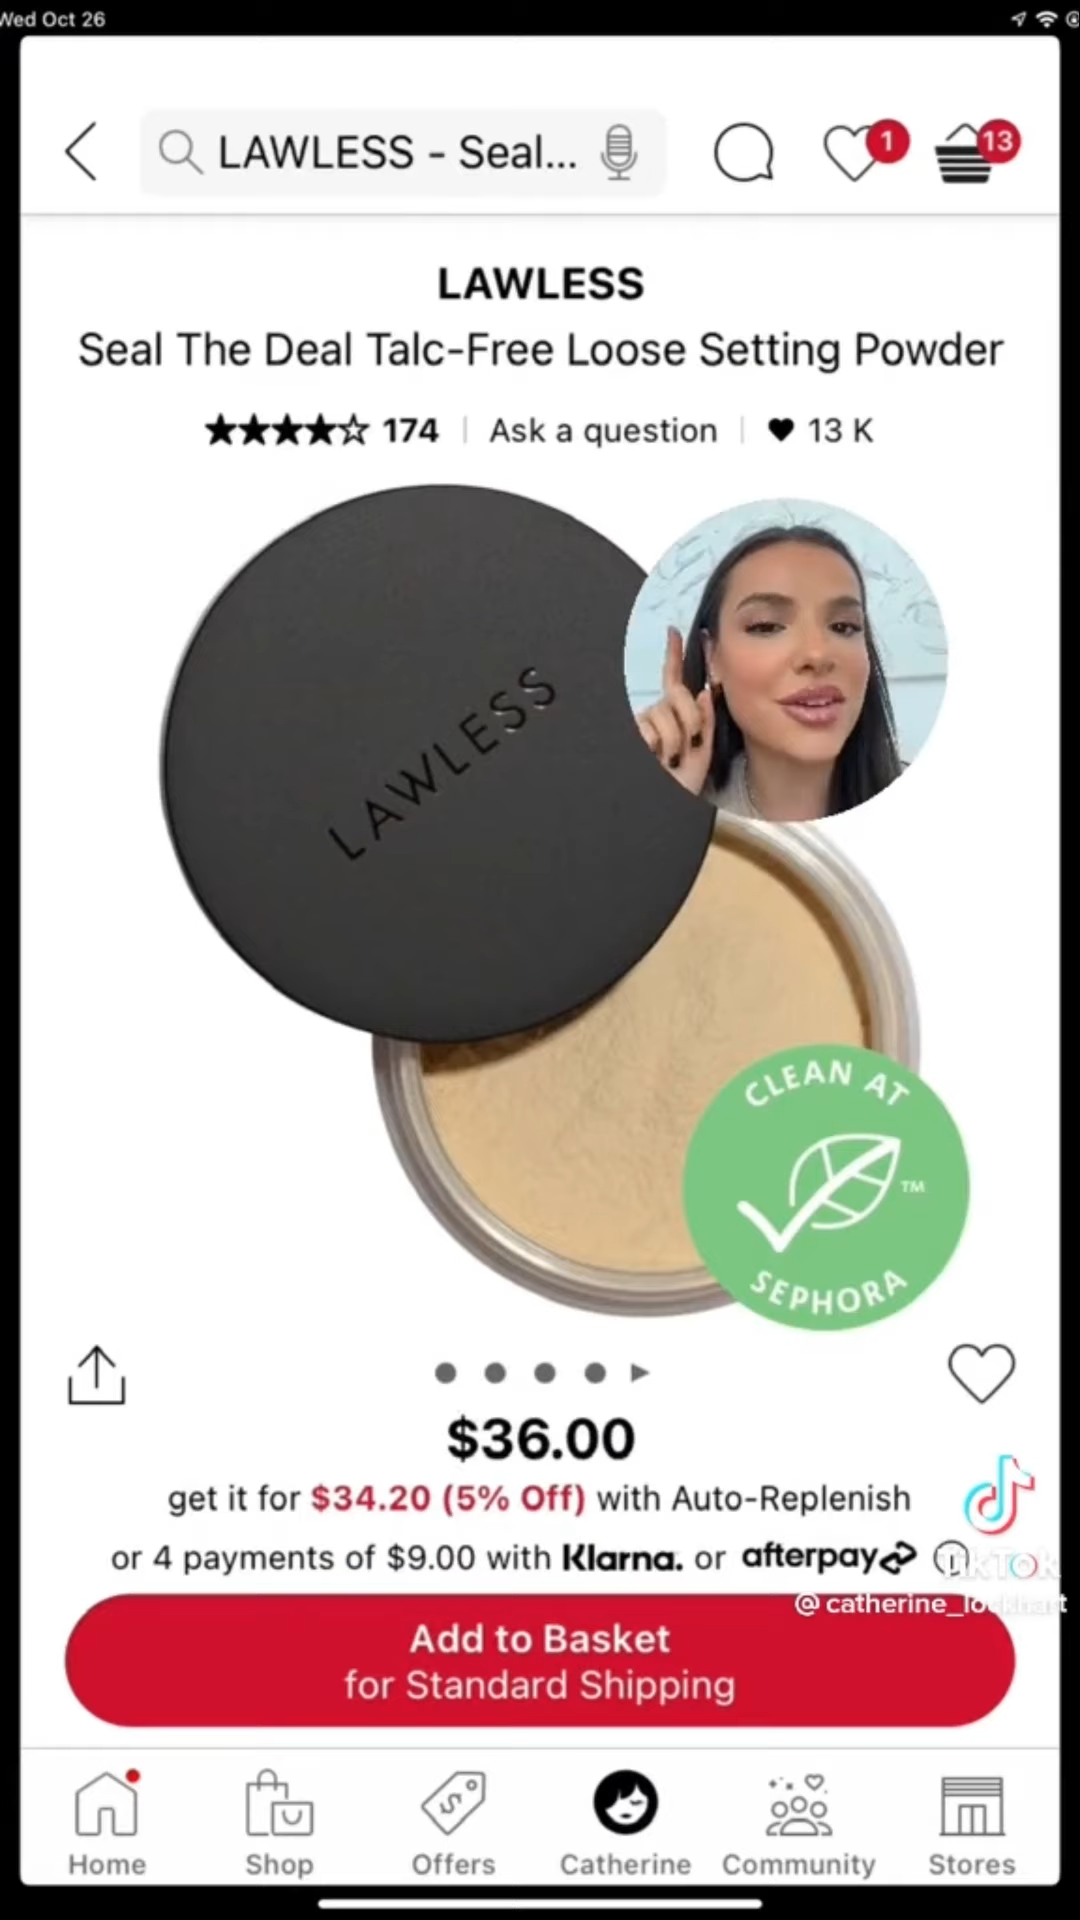 Wed Oct 26
LAWLESS - Seal...
1
13
LAWLESS
Seal The Deal Talc-Free Loose Setting Powder
174 | Ask a question | 13 K
LAWLESS
CLEAN AT
TM
SEPHORA
$36.00
get it for $34.20 (5% Off) with Auto-Replenish
or 4 payments of $9.00 with Klarna. or afterpay
TikTok
@catherine_lockhart
Add to Basket
for Standard Shipping
Home
Shop
Offers
Catherine
Community
Stores